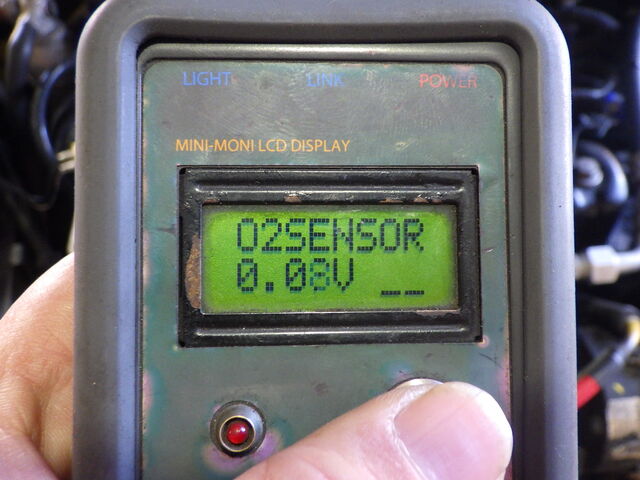 LIGHT LINK POWER
MINI-MONI LCD DISPLAY
O2SENSOR
0.08V __